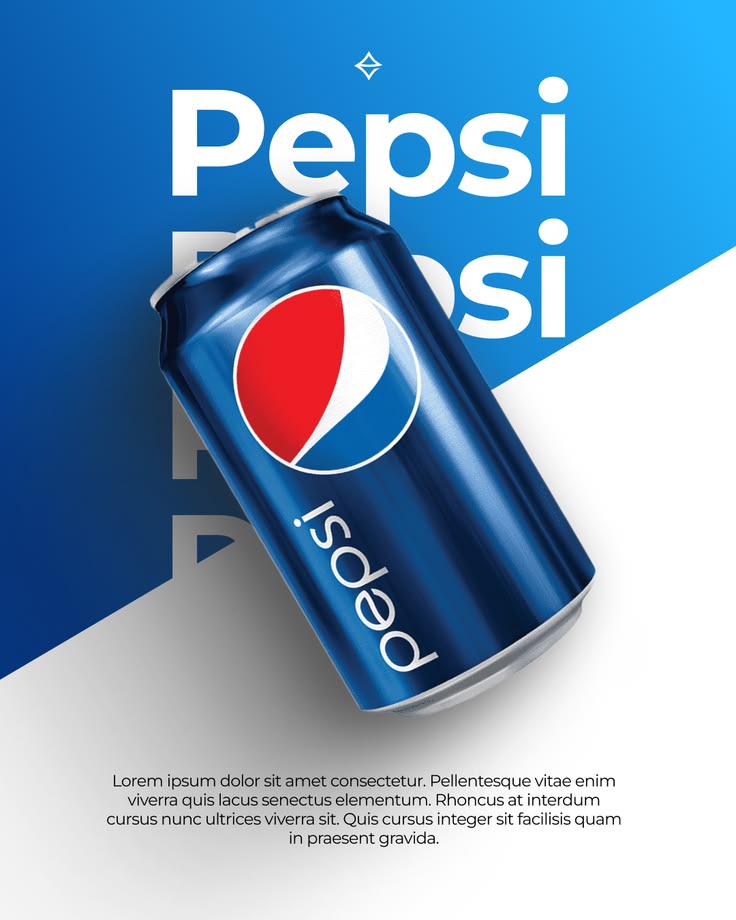 Pepsi
Pepsi
P
P
pepsi
Lorem ipsum dolor sit amet consectetur. Pellentesque vitae enim
viverra quis lacus senectus elementum. Rhoncus at interdum
cursus nunc ultrices viverra sit. Quis cursus integer sit facilisis quam
in praesent gravida.